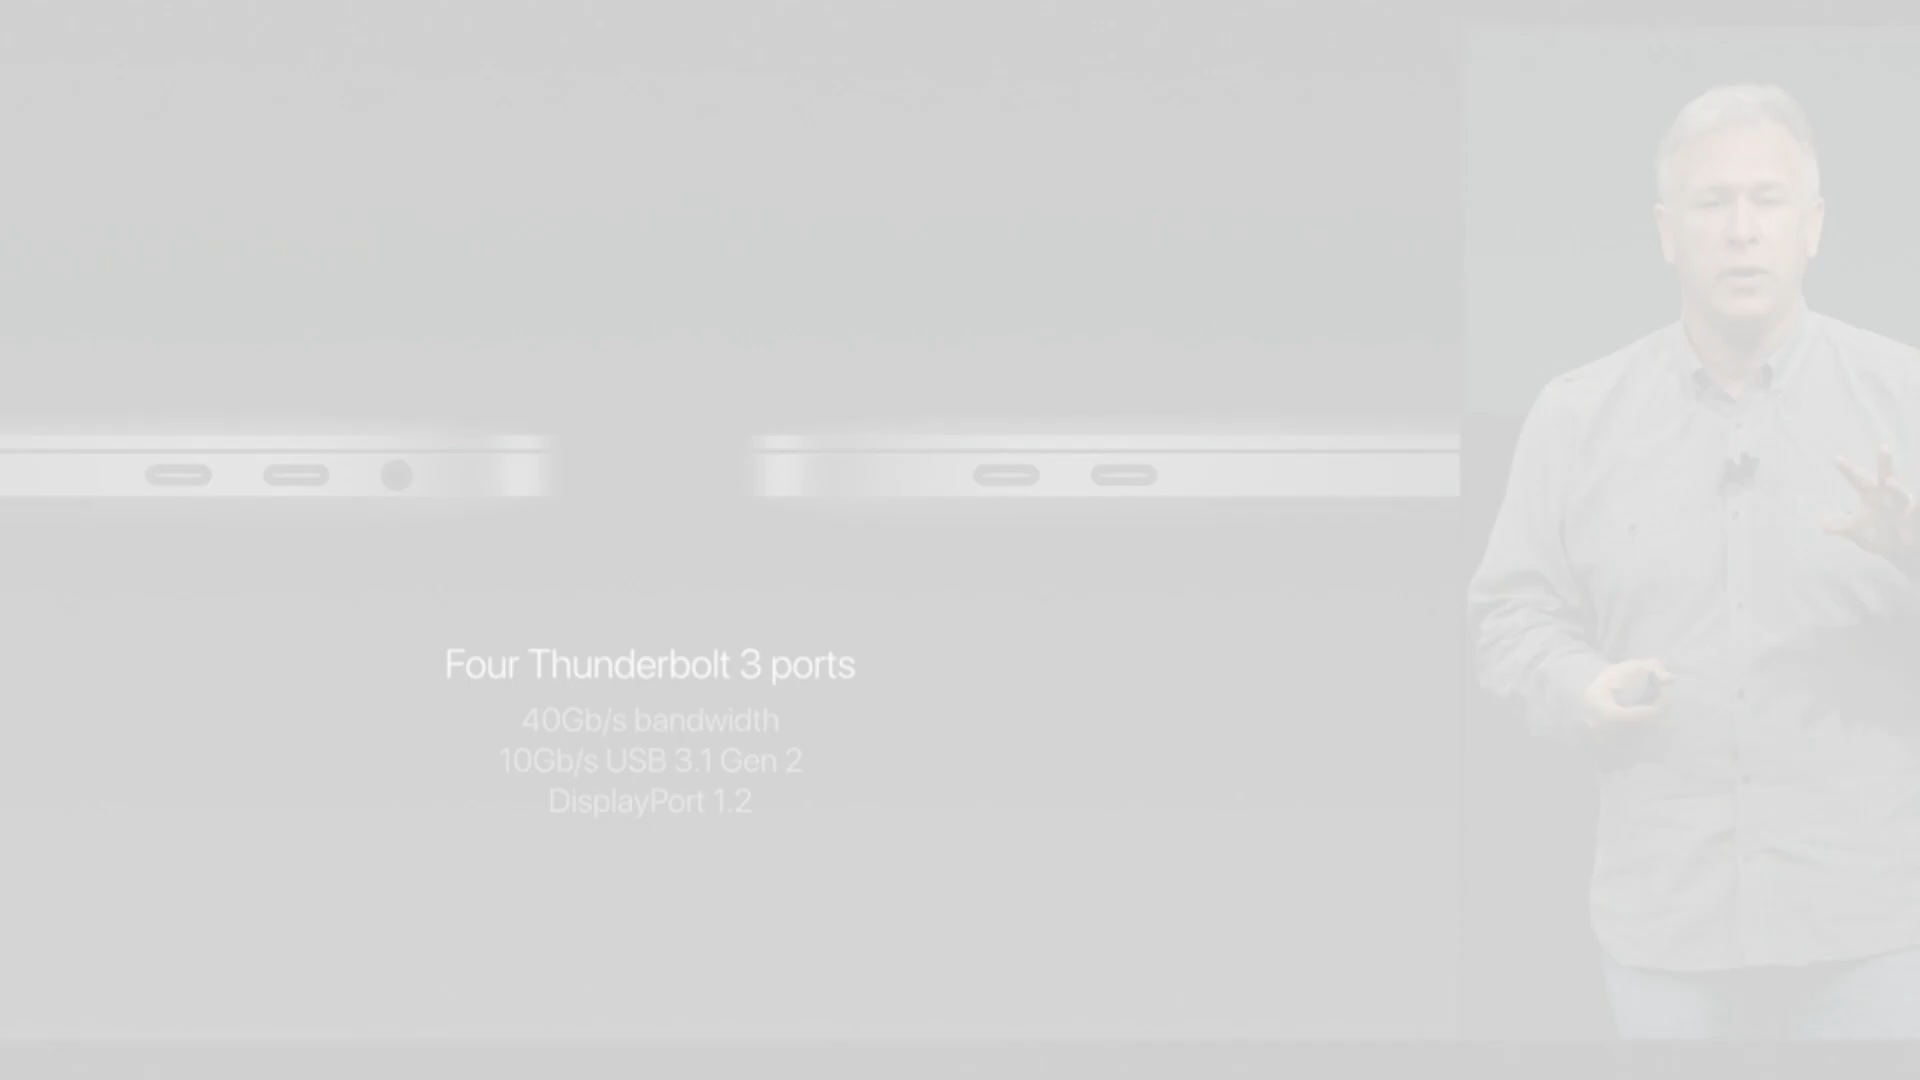 Four Thunderbolt 3 ports
40Gb/s bandwidth
10Gb/s USB 3.1 Gen 2
DisplayPort 1.2